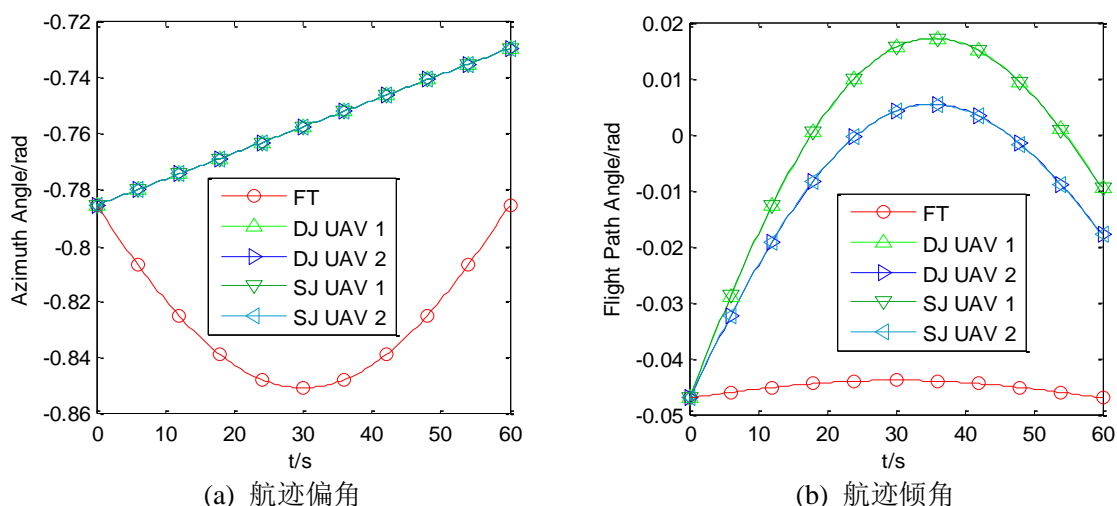 -0.72
-0.74
-0.76
-0.78
-0.8
-0.82
-0.84
-0.86
Azimuth Angle/rad
FT
DJ UAV 1
DJ UAV 2
SJ UAV 1
SJ UAV 2
0 10 20 30 40 50 60
t/s
(a) 航迹偏角
0.02
0.01
0
-0.01
-0.02
-0.03
-0.04
-0.05
Flight Path Angle/rad
FT
DJ UAV 1
DJ UAV 2
SJ UAV 1
SJ UAV 2
0 10 20 30 40 50 60
t/s
(b) 航迹倾角